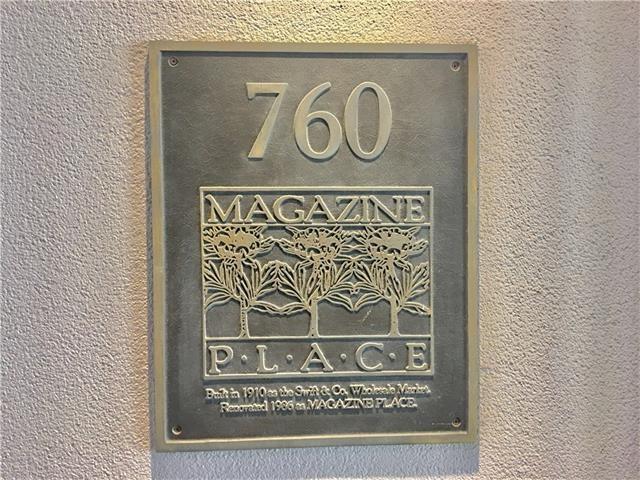 760
MAGAZINE
P·L·A·C·E
Built in 1910 as the Swift & Co. Wholesale Market.
Renovated 1986 as MAGAZINE PLACE.